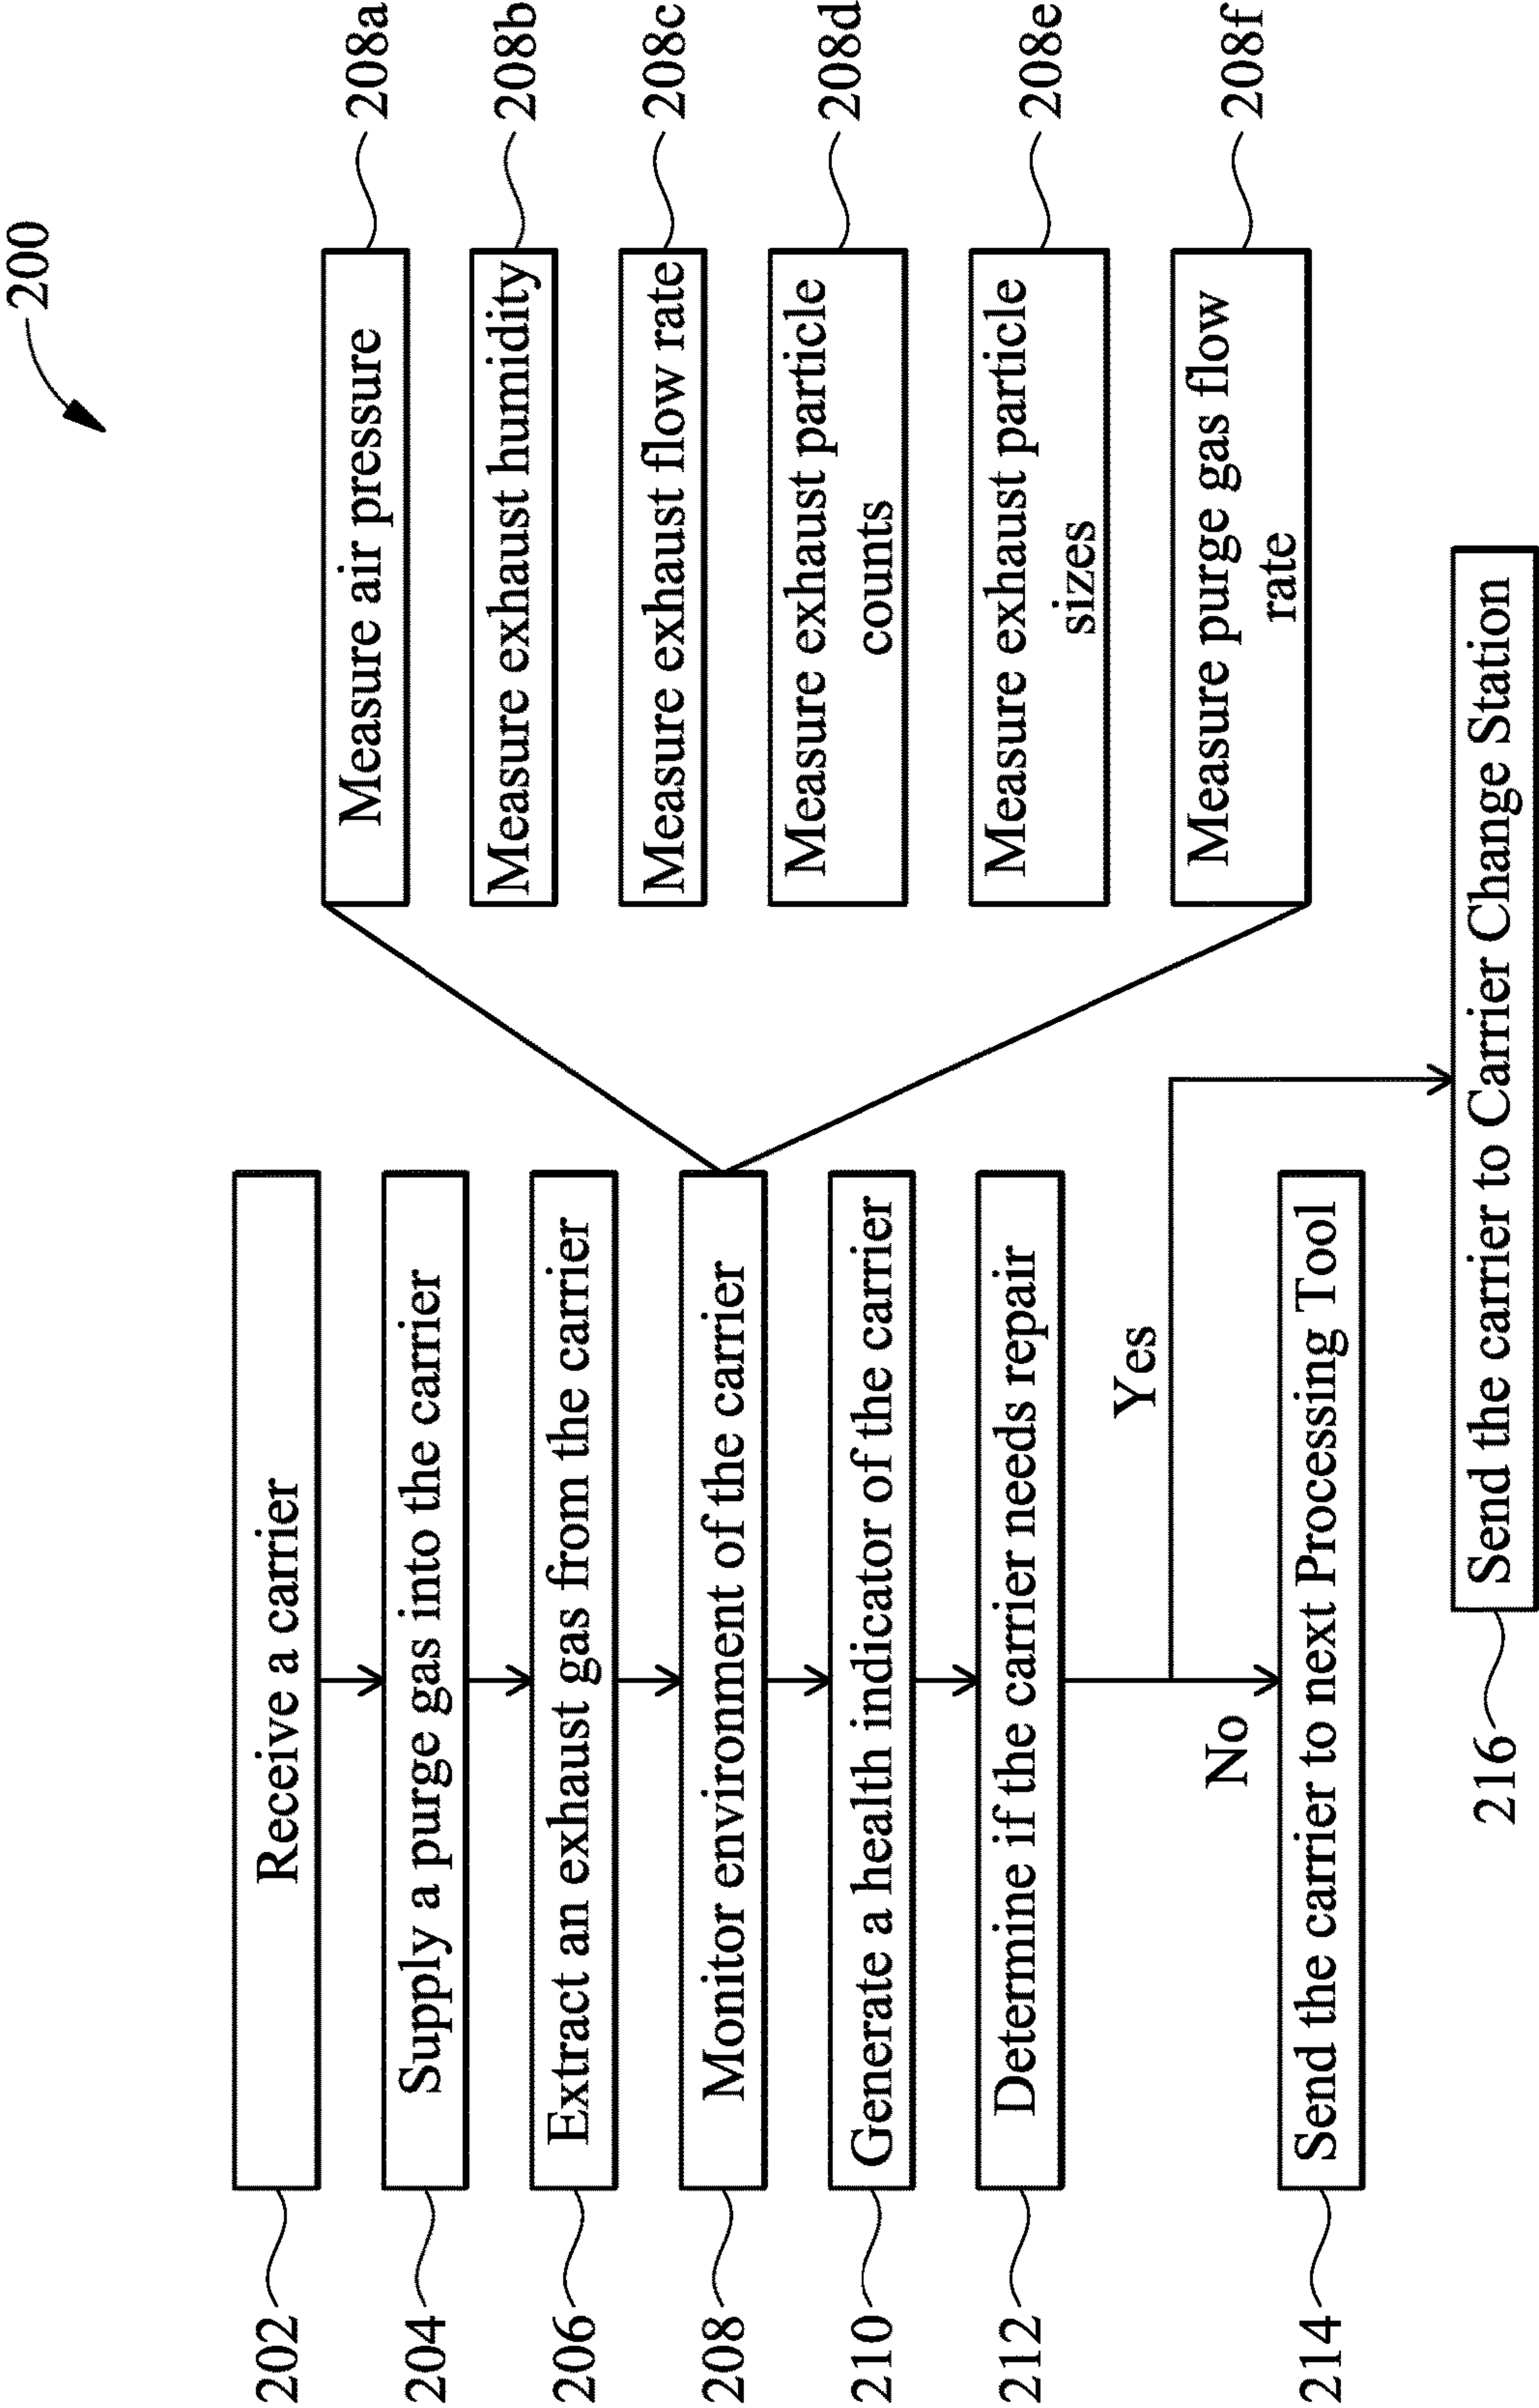 200
202
Receive a carrier
204
Supply a purge gas into the carrier
206
Extract an exhaust gas from the carrier
208
Monitor environment of the carrier
210
Generate a health indicator of the carrier
212
Determine if the carrier needs repair
Yes
No
214
Send the carrier to next Processing Tool
216
Send the carrier to Carrier Change Station
Measure air pressure
208a
Measure exhaust humidity
208b
Measure exhaust flow rate
208c
Measure exhaust particle
counts
208d
Measure exhaust particle
sizes
208e
Measure purge gas flow
rate
208f